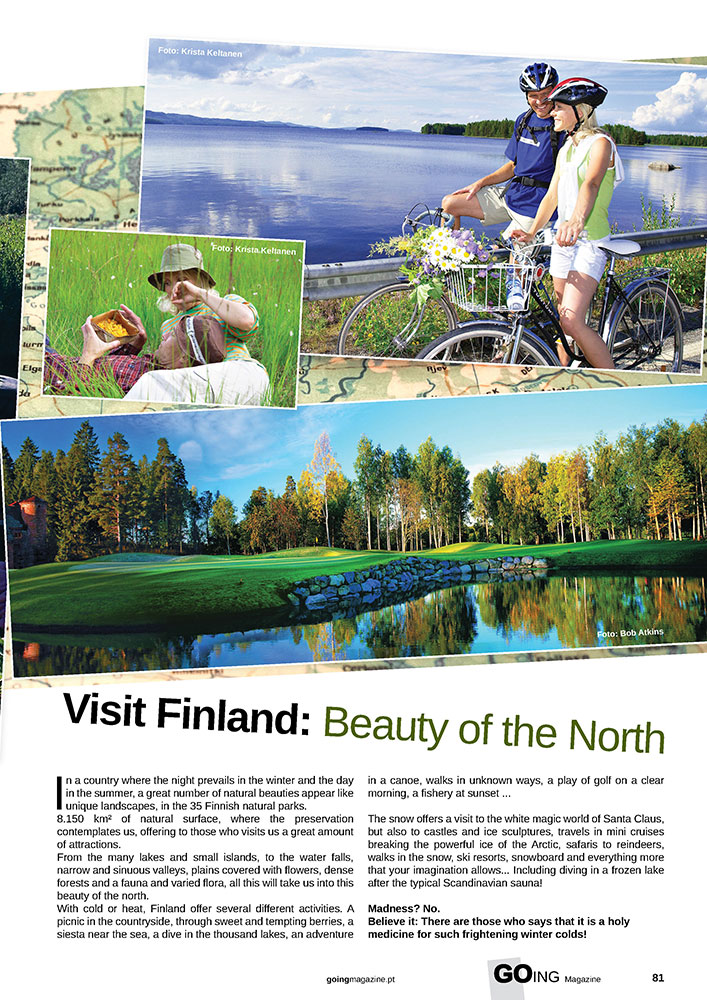 Foto: Krista Keltanen
Foto: Krista Keltanen
Foto: Bob Atkins
Visit Finland: Beauty of the North
In a country where the night prevails in the winter and the day
in the summer, a great number of natural beauties appear like
unique landscapes, in the 35 Finnish natural parks.
8.150 km² of natural surface, where the preservation
contemplates us, offering to those who visits us a great amount
of attractions.
From the many lakes and small islands, to the water falls,
narrow and sinuous valleys, plains covered with flowers, dense
forests and a fauna and varied flora, all this will take us into this
beauty of the north.
With cold or heat, Finland offer several different activities. A
picnic in the countryside, through sweet and tempting berries, a
siesta near the sea, a dive in the thousand lakes, an adventure
in a canoe, walks in unknown ways, a play of golf on a clear
morning, a fishery at sunset ...
The snow offers a visit to the white magic world of Santa Claus,
but also to castles and ice sculptures, travels in mini cruises
breaking the powerful ice of the Arctic, safaris to reindeers,
walks in the snow, ski resorts, snowboard and everything more
that your imagination allows... Including diving in a frozen lake
after the typical Scandinavian sauna!
Madness? No.
Believe it: There are those who says that it is a holy
medicine for such frightening winter colds!
goingmagazine.pt
GOING Magazine
81